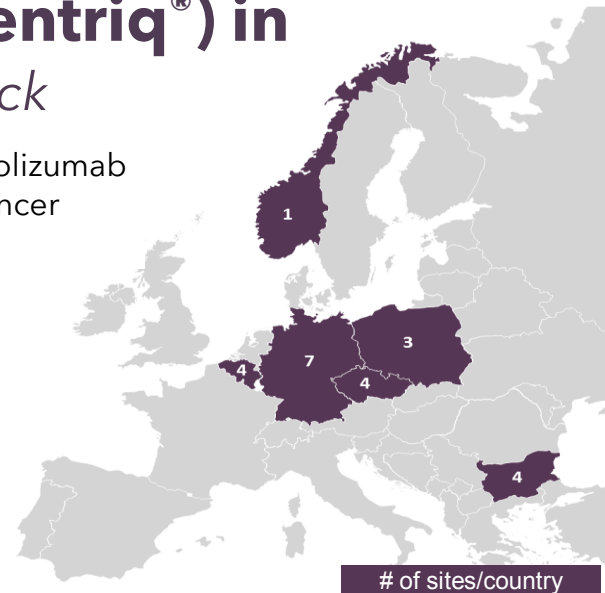 entriq®) in
ck
olizumab
ncer
1
3
7
4
4
4
# of sites/country